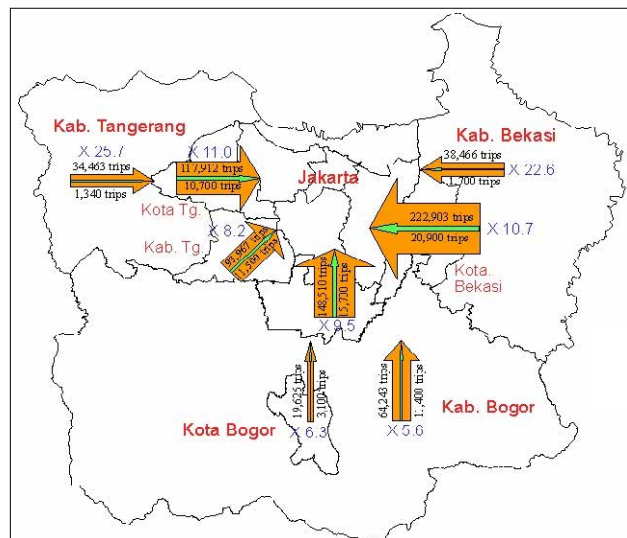 Kab. Tangerang
X 25.7
34,463 trips
1,340 trips
X 11.0
117,912 trips
10,700 trips
Kota Tg.
Jakarta
Kab. Bekasi
38,466 trips
1,700 trips
X 22.6
222,903 trips
20,900 trips
X 10.7
Kota.
Bekasi
Kab. Tg.
X 8.2
trips
trips
148,510 trips
15,700 trips
X 9.5
19,625 trips
3,100 trips
X 6.3
Kota Bogor
64,243 trips
trips
X 5.6
Kab. Bogor